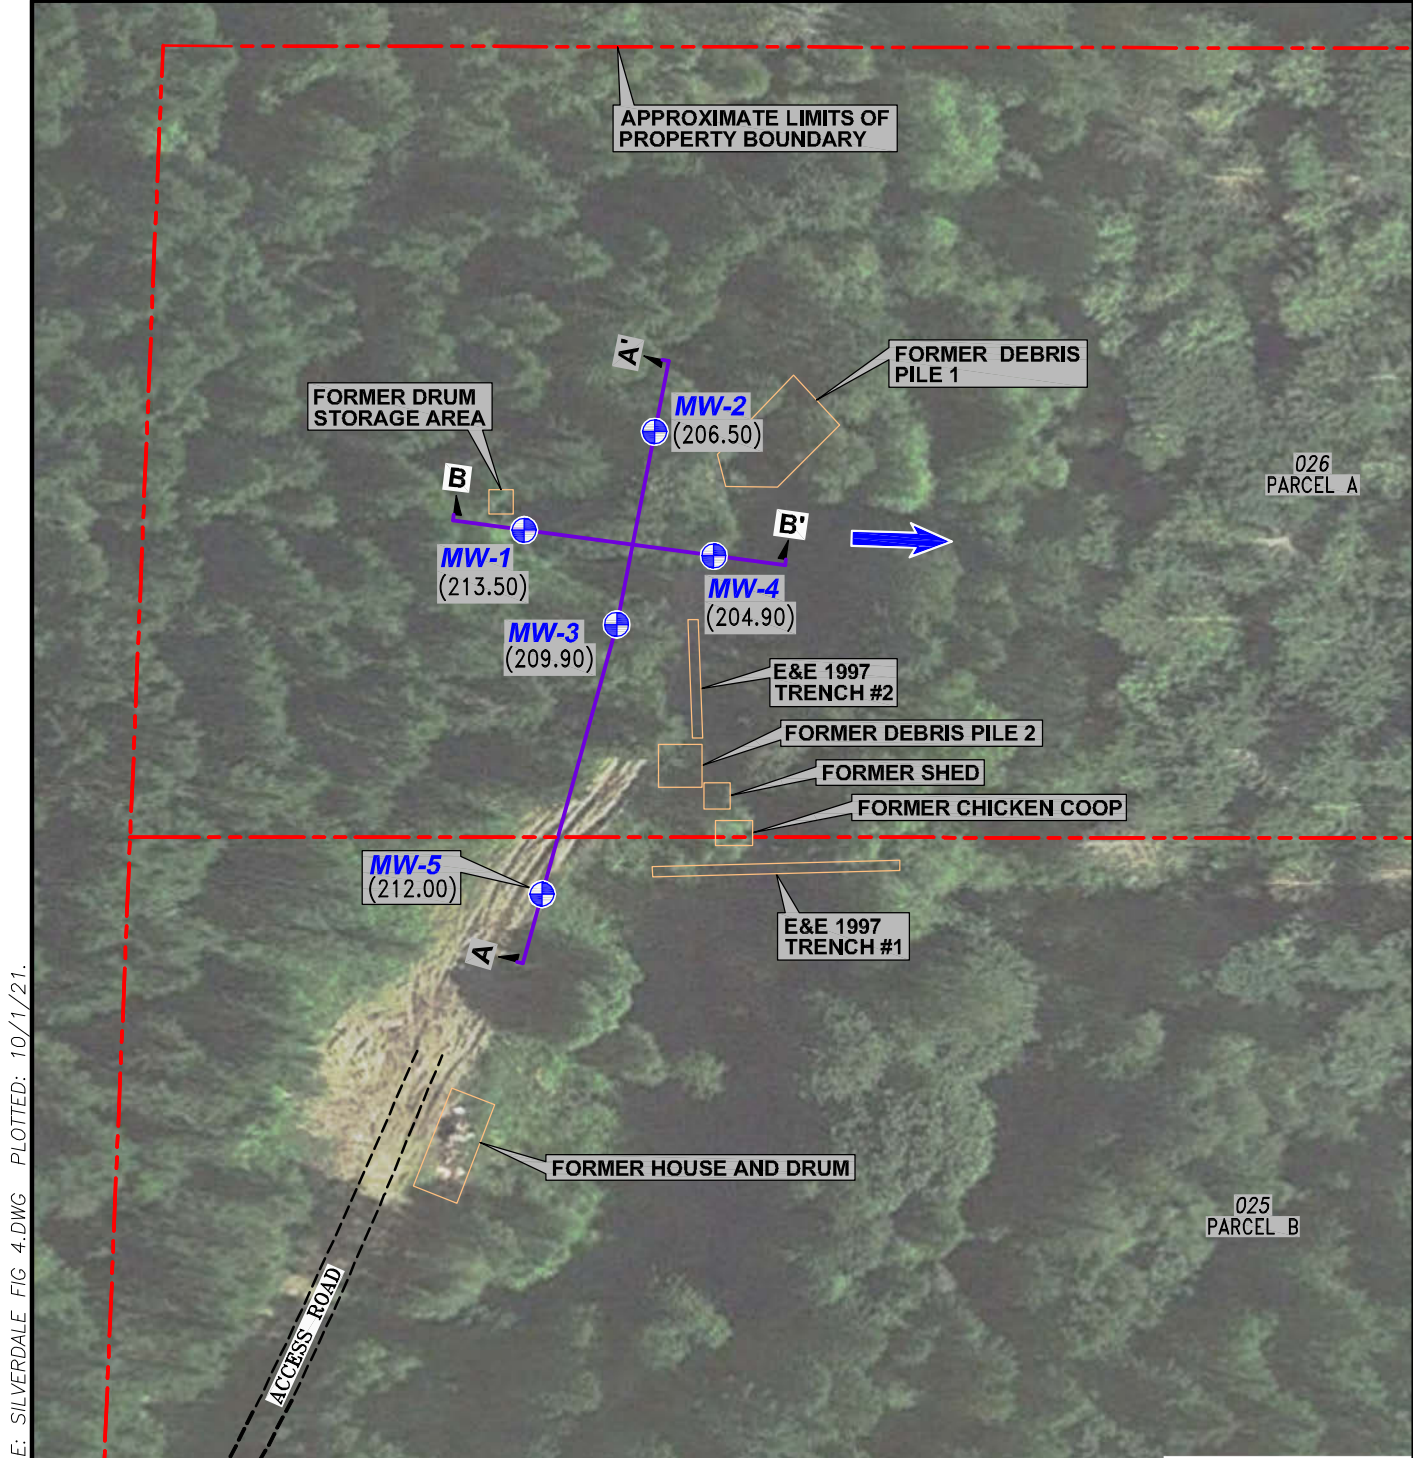 APPROXIMATE LIMITS OF
PROPERTY BOUNDARY
A'
FORMER DEBRIS
PILE 1
FORMER DRUM
STORAGE AREA
MW-2
(206.50)
026
PARCEL A
B
B'
MW-1
(213.50)
MW-4
(204.90)
MW-3
(209.90)
E&E 1997
TRENCH #2
FORMER DEBRIS PILE 2
FORMER SHED
FORMER CHICKEN COOP
MW-5
(212.00)
E&E 1997
TRENCH #1
A
FORMER HOUSE AND DRUM
025
PARCEL B
ACCESS ROAD
E: SILVERDALE FIG 4.DWG PLOTTED: 10/1/21.